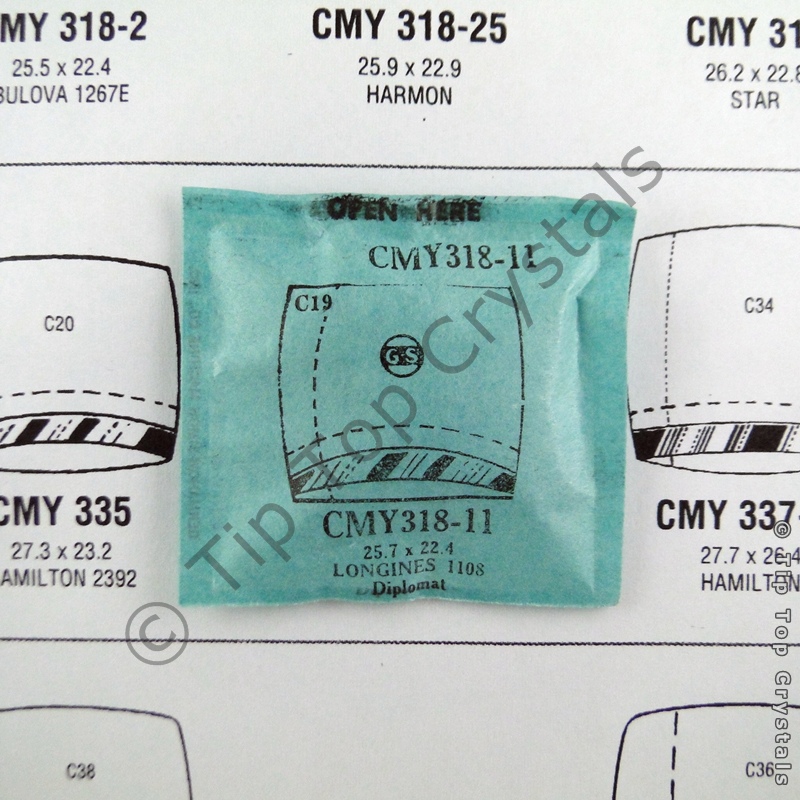 MY 318-2
25.5 x 22.4
BULOVA 1267E
CMY 318-25
25.9 x 22.9
HARMON
CMY 31
26.2 x 22.8
STAR
OPEN HERE
CMY318-11
C19
GS
CMY318-11
25.7 x 22.4
LONGINES 1108
Diplomat
C20
CMY 335
27.3 x 23.2
AMILTON 2392
C34
CMY 337-
27.7 x 26.4
HAMILTON
C38
C36
© Tip Top Crystals
© Tip Top Crystals